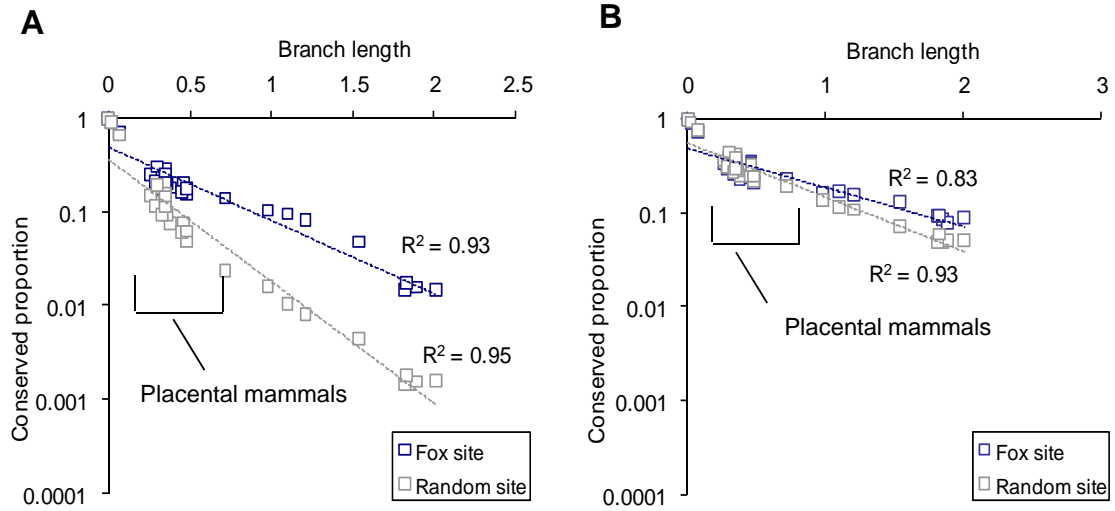 A
Branch length
0 0.5 1 1.5 2 2.5
1
0.1
0.01
0.001
0.0001
Conserved proportion
R² = 0.93
R² = 0.95
Placental mammals
Fox site
Random site
B
Branch length
0 1 2 3
1
0.1
0.01
0.001
0.0001
Conserved proportion
R² = 0.83
R² = 0.93
Placental mammals
Fox site
Random site